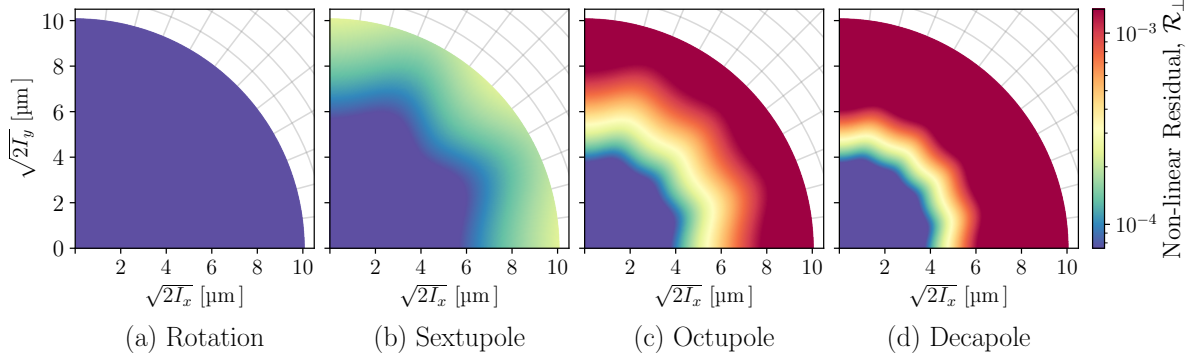 10
8
6
4
2
0
√2I_y [µm]
2 4 6 8 10
√2I_x [µm]
(a) Rotation
2 4 6 8 10
√2I_x [µm]
(b) Sextupole
2 4 6 8 10
√2I_x [µm]
(c) Octupole
2 4 6 8 10
√2I_x [µm]
(d) Decapole
10⁻³
10⁻⁴
Non-linear Residual, ℛ⊥